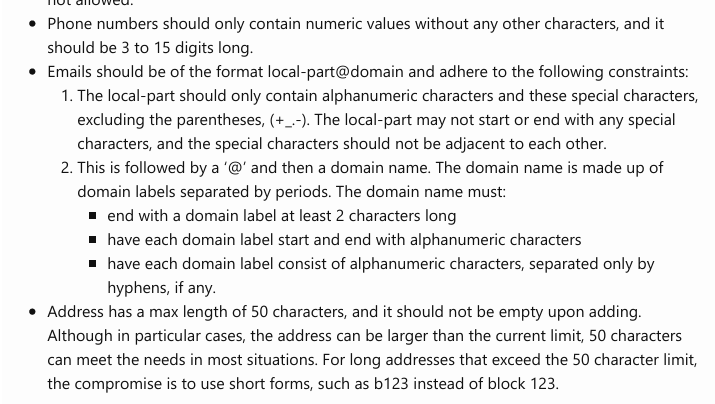 not allowed.
• Phone numbers should only contain numeric values without any other characters, and it
should be 3 to 15 digits long.
• Emails should be of the format local-part@domain and adhere to the following constraints:
1. The local-part should only contain alphanumeric characters and these special characters,
excluding the parentheses, (+_.-). The local-part may not start or end with any special
characters, and the special characters should not be adjacent to each other.
2. This is followed by a ‘@’ and then a domain name. The domain name is made up of
domain labels separated by periods. The domain name must:
▪ end with a domain label at least 2 characters long
▪ have each domain label start and end with alphanumeric characters
▪ have each domain label consist of alphanumeric characters, separated only by
hyphens, if any.
• Address has a max length of 50 characters, and it should not be empty upon adding.
Although in particular cases, the address can be larger than the current limit, 50 characters
can meet the needs in most situations. For long addresses that exceed the 50 character limit,
the compromise is to use short forms, such as b123 instead of block 123.